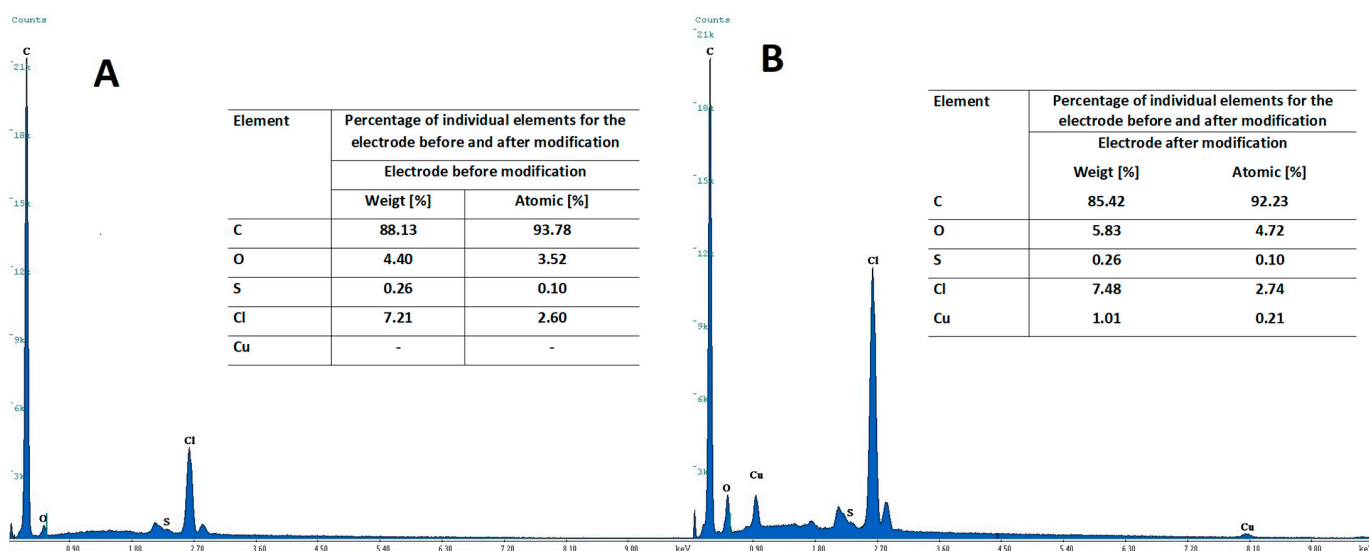 Counts
C
21k
A
18k
15k
12k
9k
6k
3k
O
S
Cl
0.90 1.80 2.70 3.60 4.50 5.40 6.30 7.20 8.10 9.00 keV
Element Percentage of individual elements for the
electrode before and after modification
Electrode before modification
Weigt [%] Atomic [%]
C 88.13 93.78
O 4.40 3.52
S 0.26 0.10
Cl 7.21 2.60
Cu - -
Counts
21k
C
B
18k
15k
12k
9k
6k
3k
O
Cu
S
Cl
Cu
0.90 1.80 2.70 3.60 4.50 5.40 6.30 7.20 8.10 9.00
Element Percentage of individual elements for the
electrode before and after modification
Electrode after modification
Weigt [%] Atomic [%]
C 85.42 92.23
O 5.83 4.72
S 0.26 0.10
Cl 7.48 2.74
Cu 1.01 0.21